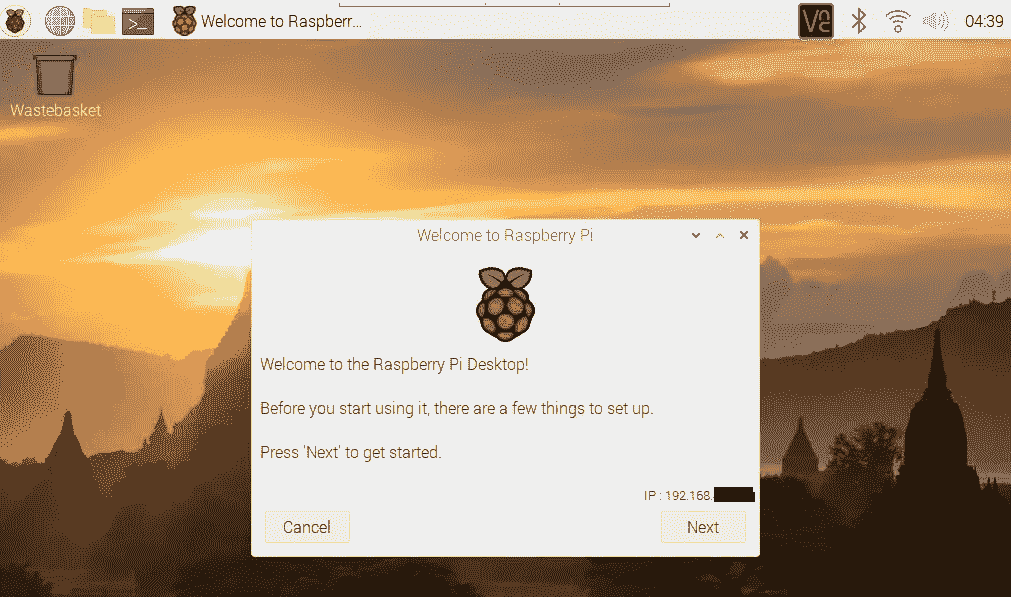 Welcome to Raspberr...
04:39
Wastebasket
Welcome to Raspberry Pi
Welcome to the Raspberry Pi Desktop!
Before you start using it, there are a few things to set up.
Press 'Next' to get started.
IP : 192.168.
Cancel
Next